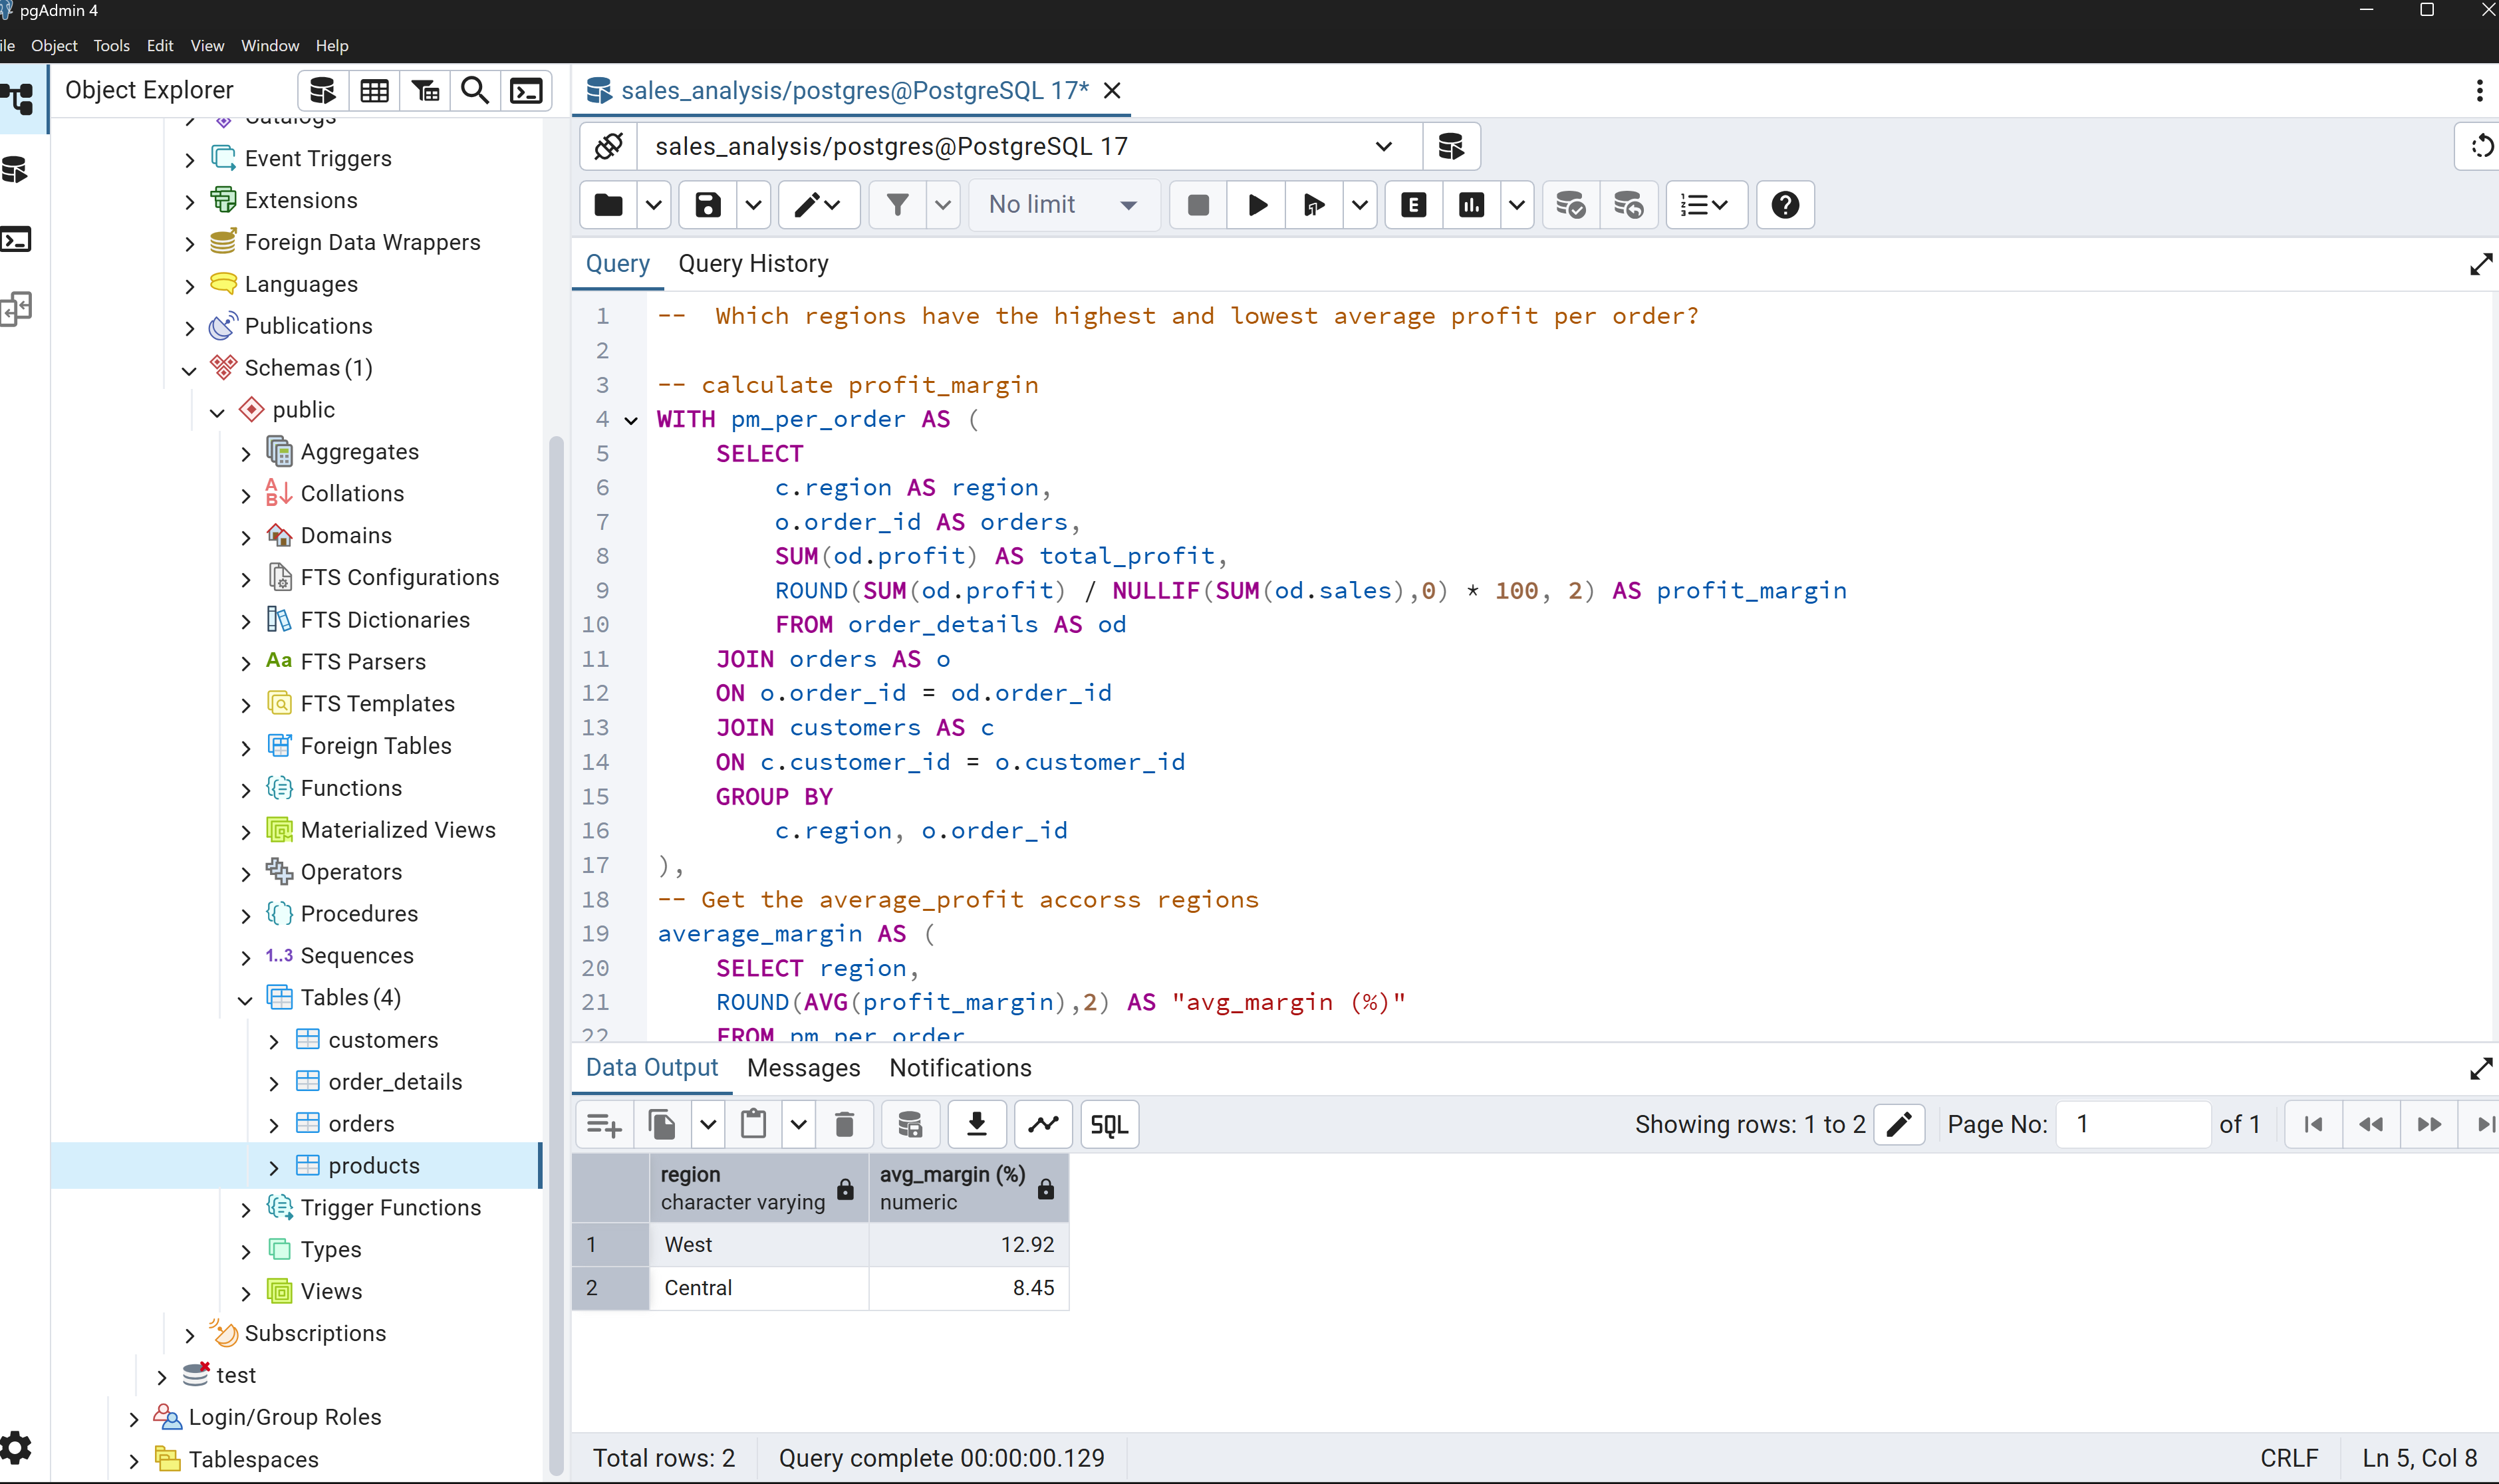 pgAdmin 4
ile Object Tools Edit View Window Help
Object Explorer
sales_analysis/postgres@PostgreSQL 17*
Catalogs
Event Triggers
Extensions
Foreign Data Wrappers
Languages
Publications
Schemas (1)
public
Aggregates
Collations
Domains
FTS Configurations
FTS Dictionaries
Aa FTS Parsers
FTS Templates
Foreign Tables
Functions
Materialized Views
Operators
Procedures
1..3 Sequences
Tables (4)
customers
order_details
orders
products
Trigger Functions
Types
Views
Subscriptions
test
Login/Group Roles
Tablespaces
sales_analysis/postgres@PostgreSQL 17
No limit
E
Query Query History
1 --  Which regions have the highest and lowest average profit per order?
2
3 -- calculate profit_margin
4 WITH pm_per_order AS (
5 SELECT
6 c.region AS region,
7 o.order_id AS orders,
8 SUM(od.profit) AS total_profit,
9 ROUND(SUM(od.profit) / NULLIF(SUM(od.sales),0) * 100, 2) AS profit_margin
10 FROM order_details AS od
11 JOIN orders AS o
12 ON o.order_id = od.order_id
13 JOIN customers AS c
14 ON c.customer_id = o.customer_id
15 GROUP BY
16 c.region, o.order_id
17 ),
18 -- Get the average_profit accorss regions
19 average_margin AS (
20 SELECT region,
21 ROUND(AVG(profit_margin),2) AS "avg_margin (%)"
22 FROM pm_per_order
Data Output Messages Notifications
SQL
Showing rows: 1 to 2 Page No: 1 of 1
region avg_margin (%)
character varying numeric
1 West 12.92
2 Central 8.45
Total rows: 2 Query complete 00:00:00.129 CRLF Ln 5, Col 8